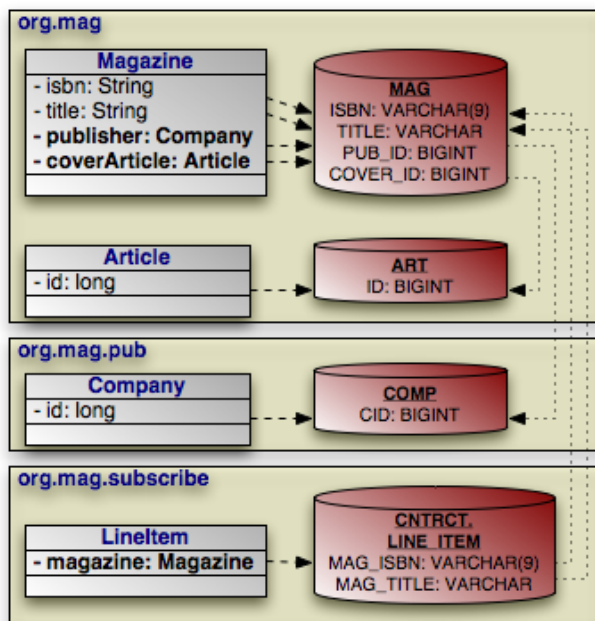 org.mag
Magazine
- isbn: String
- title: String
- publisher: Company
- coverArticle: Article
MAG
ISBN: VARCHAR(9)
TITLE: VARCHAR
PUB_ID: BIGINT
COVER_ID: BIGINT
Article
- id: long
ART
ID: BIGINT
org.mag.pub
Company
- id: long
COMP
CID: BIGINT
org.mag.subscribe
LineItem
- magazine: Magazine
CNTRCT.
LINE_ITEM
MAG_ISBN: VARCHAR(9)
MAG_TITLE: VARCHAR